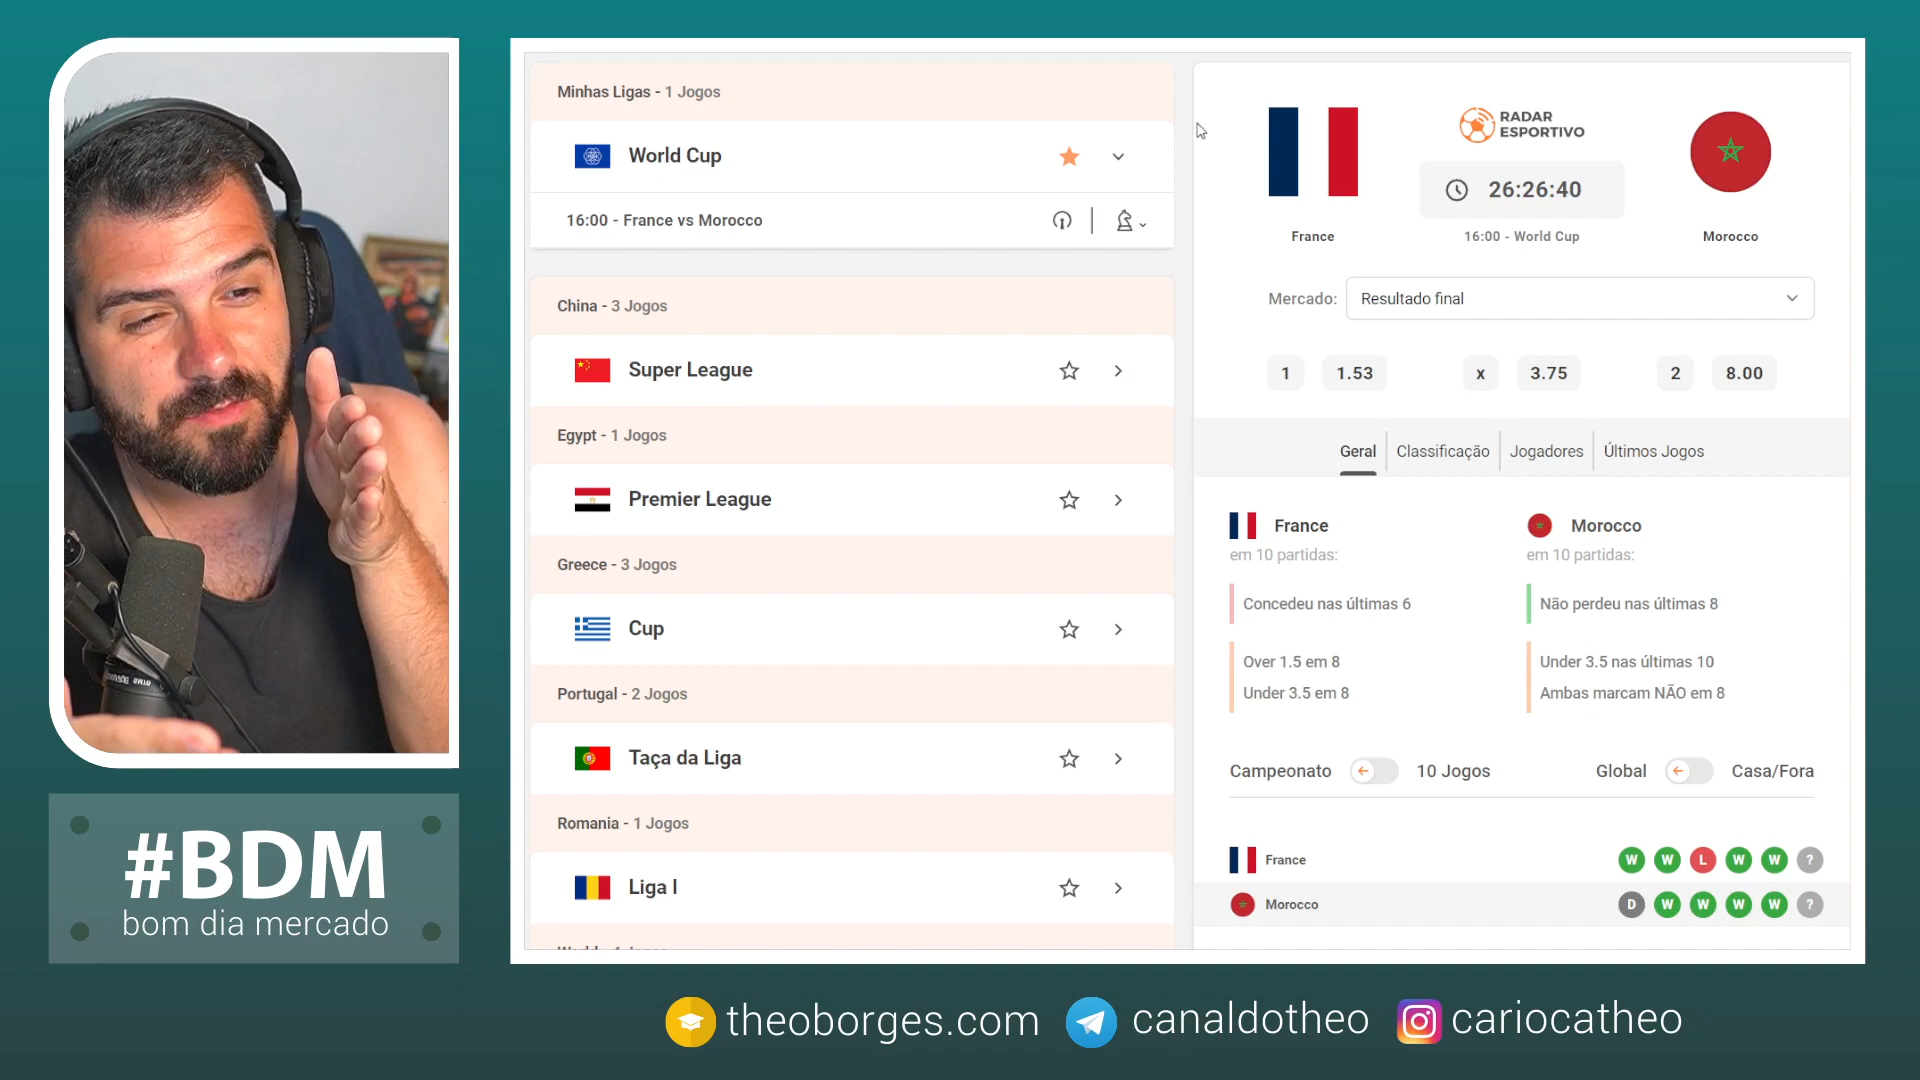 Minhas Ligas - 1 Jogos
World Cup
16:00 - France vs Morocco
China - 3 Jogos
Super League
Egypt - 1 Jogos
Premier League
Greece - 3 Jogos
Cup
Portugal - 2 Jogos
Taça da Liga
Romania - 1 Jogos
Liga I
RADAR
ESPORTIVO
26:26:40
France
16:00 - World Cup
Morocco
Mercado: Resultado final
1 1.53 x 3.75 2 8.00
Geral Classificação Jogadores Últimos Jogos
France
em 10 partidas:
Concedeu nas últimas 6
Over 1.5 em 8
Under 3.5 em 8
Morocco
em 10 partidas:
Não perdeu nas últimas 8
Under 3.5 nas últimas 10
Ambas marcam NÃO em 8
Campeonato 10 Jogos Global Casa/Fora
France W W L W W ?
Morocco D W W W W ?
#BDM
bom dia mercado
theoborges.com canaldotheo cariocatheo